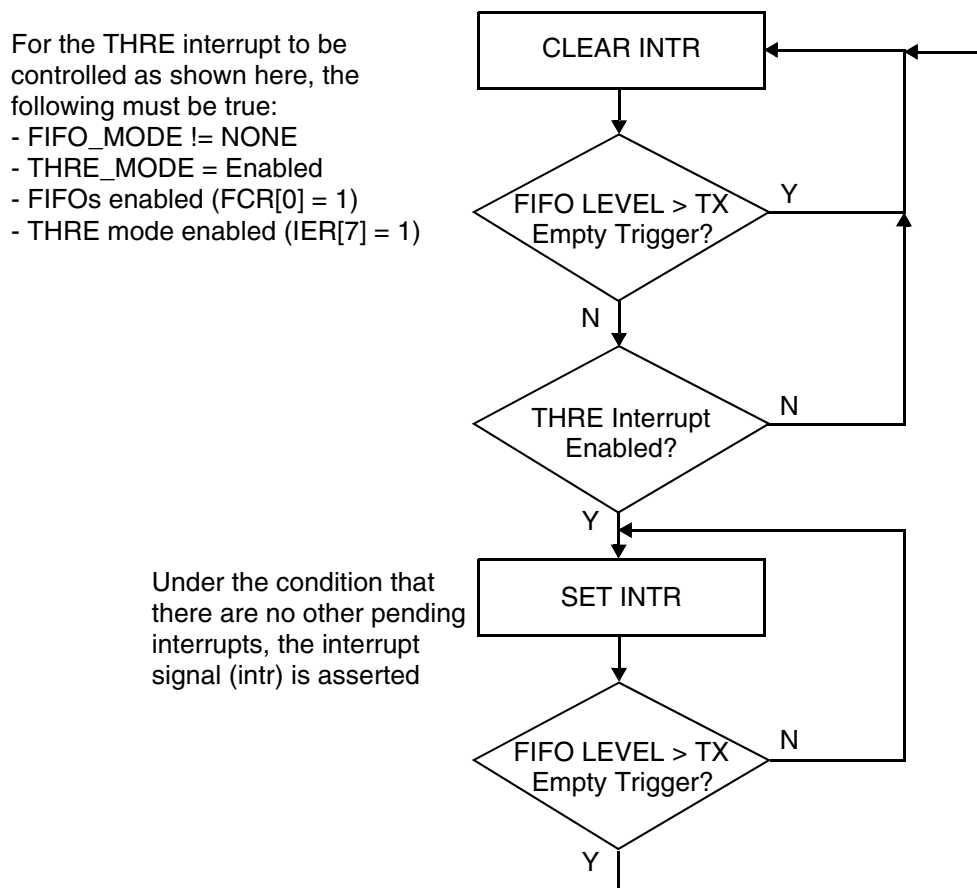 For the THRE interrupt to be
controlled as shown here, the
following must be true:
- FIFO_MODE != NONE
- THRE_MODE = Enabled
- FIFOs enabled (FCR[0] = 1)
- THRE mode enabled (IER[7] = 1)
CLEAR INTR
FIFO LEVEL > TX
Empty Trigger?
Y
N
THRE Interrupt
Enabled?
N
Y
Under the condition that
there are no other pending
interrupts, the interrupt
signal (intr) is asserted
SET INTR
FIFO LEVEL > TX
Empty Trigger?
N
Y